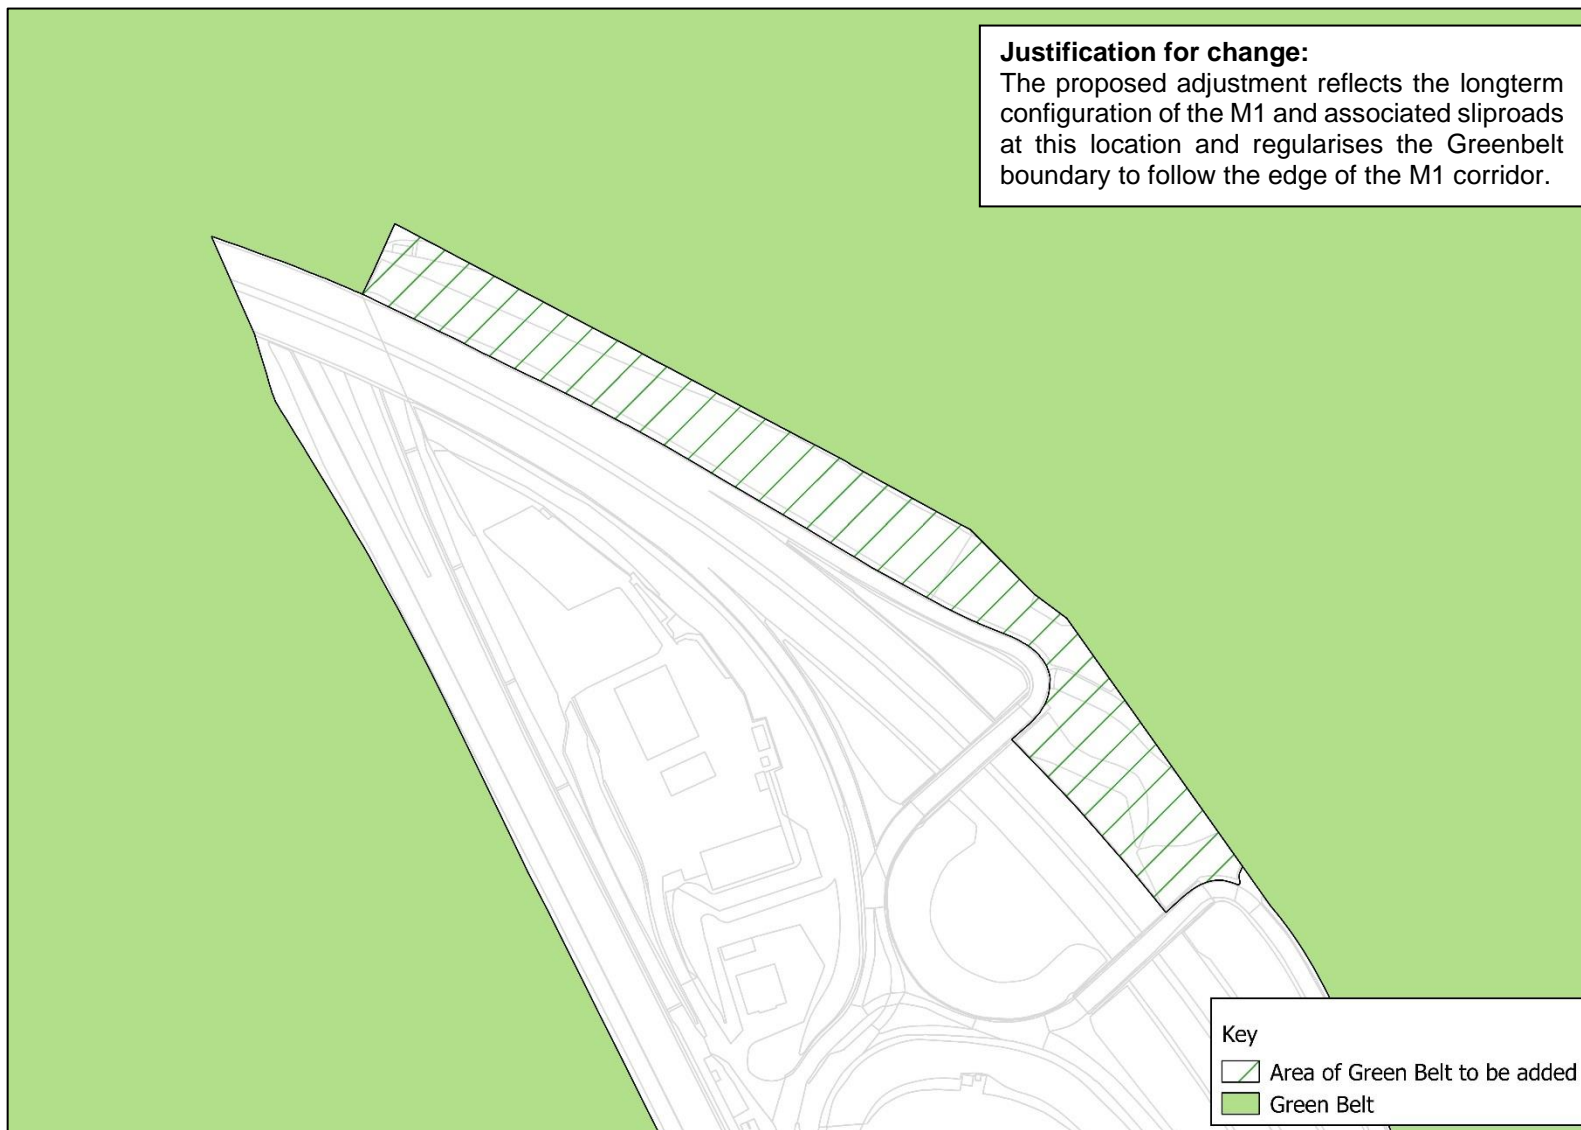 Justification for change:
The proposed adjustment reflects the longterm
configuration of the M1 and associated sliproads
at this location and regularises the Greenbelt
boundary to follow the edge of the M1 corridor.
Key
Area of Green Belt to be added
Green Belt